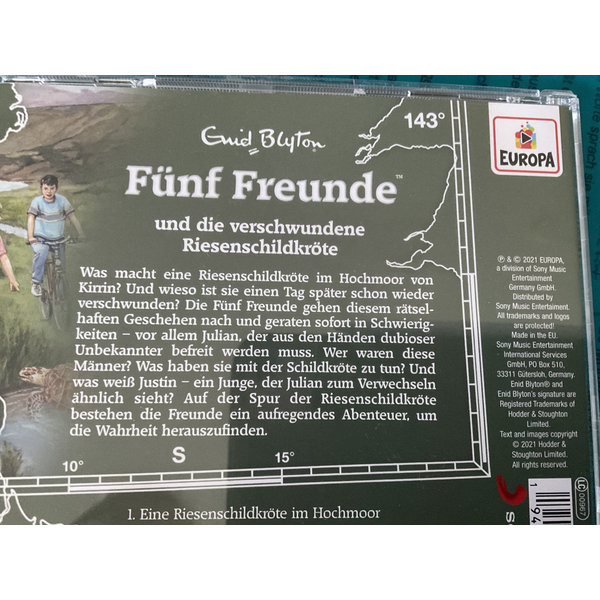 Enid Blyton
143°
EUROPA
Fünf Freunde™
und die verschwundene
Riesenschildkröte
Was macht eine Riesenschildkröte im Hochmoor von
Kirrin? Und wieso ist sie einen Tag später schon wieder
verschwunden? Die Fünf Freunde gehen diesem rätsel-
haften Geschehen nach und geraten sofort in Schwierig-
keiten – vor allem Julian, der aus den Händen dubioser
Unbekannter befreit werden muss. Wer waren diese
Männer? Was haben sie mit der Schildkröte zu tun? Und
was weiß Justin – ein Junge, der Julian zum Verwechseln
ähnlich sieht? Auf der Spur der Riesenschildkröte
bestehen die Freunde ein aufregendes Abenteuer, um
die Wahrheit herauszufinden.
℗ & © 2021 EUROPA,
a division of Sony Music
Entertainment
Germany GmbH.
Distributed by
Sony Music Entertainment.
All trademarks and logos
are protected!
Made in the EU.
Sony Music Entertainment
International Services
GmbH, PO Box 510,
33311 Gütersloh, Germany.
Enid Blyton® and
Enid Blyton's signature are
Registered Trademarks of
Hodder & Stoughton
Limited.
Text and images copyright
© 2021 Hodder &
Stoughton Limited.
All rights reserved.
10°
S
15°
1. Eine Riesenschildkröte im Hochmoor
LC 00967
1 94